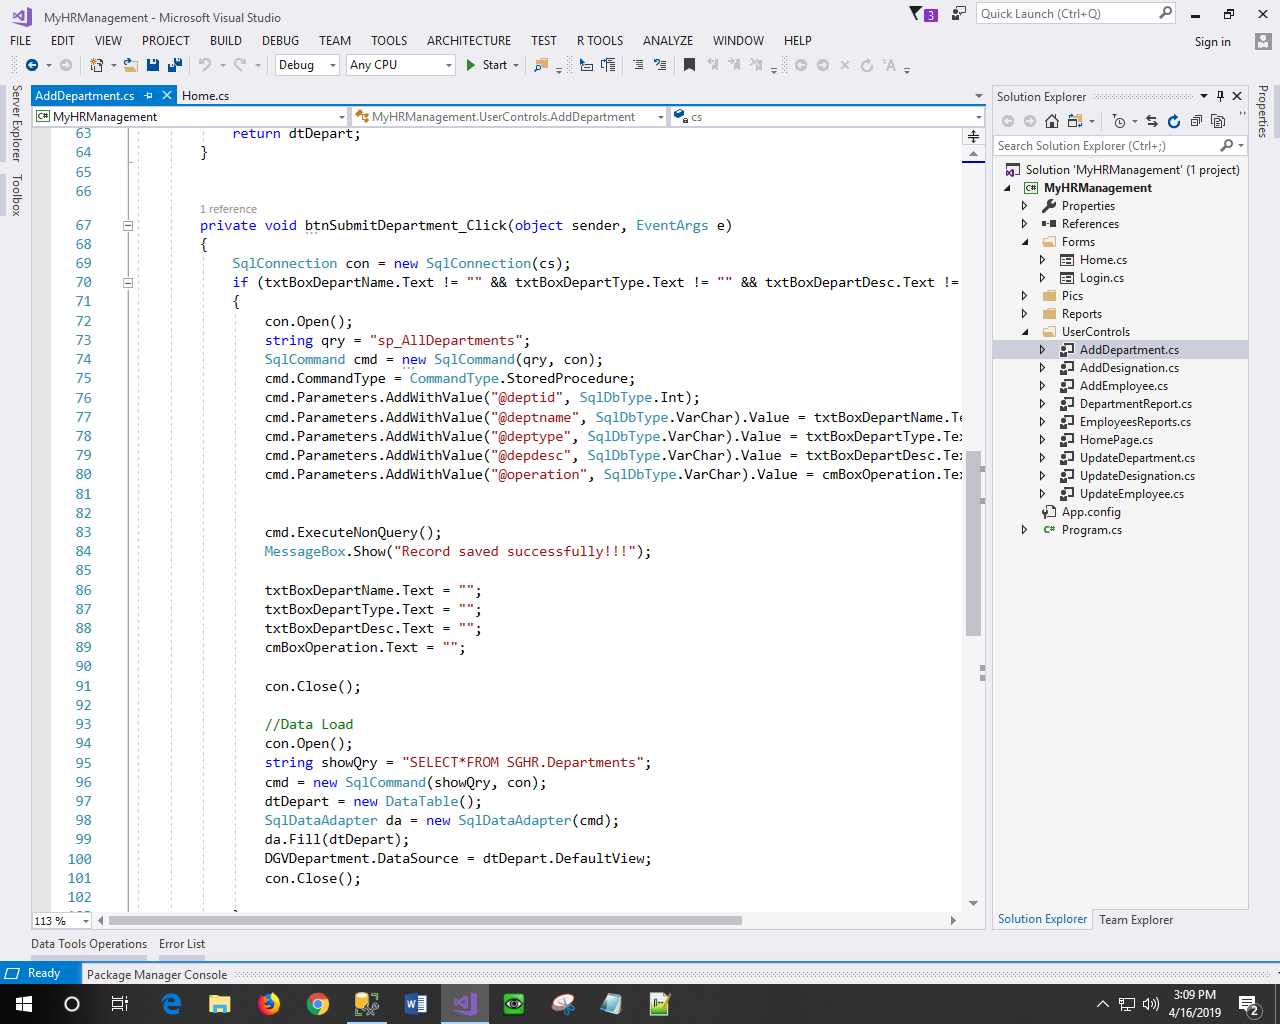 MyHRManagement - Microsoft Visual Studio
3
Quick Launch (Ctrl+Q)
FILE EDIT VIEW PROJECT BUILD DEBUG TEAM TOOLS ARCHITECTURE TEST R TOOLS ANALYZE WINDOW HELP
Sign in
Debug Any CPU Start
Server Explorer
Toolbox
AddDepartment.cs Home.cs
C# MyHRManagement MyHRManagement.UserControls.AddDepartment cs
63 return dtDepart;
64 }
65
66
1 reference
67 private void btnSubmitDepartment_Click(object sender, EventArgs e)
68 {
69 SqlConnection con = new SqlConnection(cs);
70 if (txtBoxDepartName.Text != "" && txtBoxDepartType.Text != "" && txtBoxDepartDesc.Text !=
71 {
72 con.Open();
73 string qry = "sp_AllDepartments";
74 SqlCommand cmd = new SqlCommand(qry, con);
75 cmd.CommandType = CommandType.StoredProcedure;
76 cmd.Parameters.AddWithValue("@deptid", SqlDbType.Int);
77 cmd.Parameters.AddWithValue("@deptname", SqlDbType.VarChar).Value = txtBoxDepartName.Te
78 cmd.Parameters.AddWithValue("@deptype", SqlDbType.VarChar).Value = txtBoxDepartType.Tex
79 cmd.Parameters.AddWithValue("@depdesc", SqlDbType.VarChar).Value = txtBoxDepartDesc.Tex
80 cmd.Parameters.AddWithValue("@operation", SqlDbType.VarChar).Value = cmBoxOperation.Tex
81
82
83 cmd.ExecuteNonQuery();
84 MessageBox.Show("Record saved successfully!!!");
85
86 txtBoxDepartName.Text = "";
87 txtBoxDepartType.Text = "";
88 txtBoxDepartDesc.Text = "";
89 cmBoxOperation.Text = "";
90
91 con.Close();
92
93 //Data Load
94 con.Open();
95 string showQry = "SELECT*FROM SGHR.Departments";
96 cmd = new SqlCommand(showQry, con);
97 dtDepart = new DataTable();
98 SqlDataAdapter da = new SqlDataAdapter(cmd);
99 da.Fill(dtDepart);
100 DGVDepartment.DataSource = dtDepart.DefaultView;
101 con.Close();
102
113 %
Solution Explorer
Search Solution Explorer (Ctrl+;)
Solution 'MyHRManagement' (1 project)
C# MyHRManagement
Properties
References
Forms
Home.cs
Login.cs
Pics
Reports
UserControls
AddDepartment.cs
AddDesignation.cs
AddEmployee.cs
DepartmentReport.cs
EmployeesReports.cs
HomePage.cs
UpdateDepartment.cs
UpdateDesignation.cs
UpdateEmployee.cs
App.config
C# Program.cs
Solution Explorer Team Explorer
Properties
Data Tools Operations Error List
Ready Package Manager Console
3:09 PM
4/16/2019
2